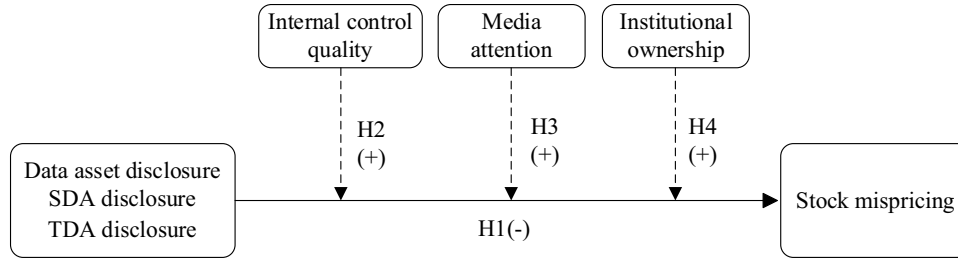 Internal control
quality
Media
attention
Institutional
ownership
H2
(+)
H3
(+)
H4
(+)
Data asset disclosure
SDA disclosure
TDA disclosure
H1(-)
Stock mispricing